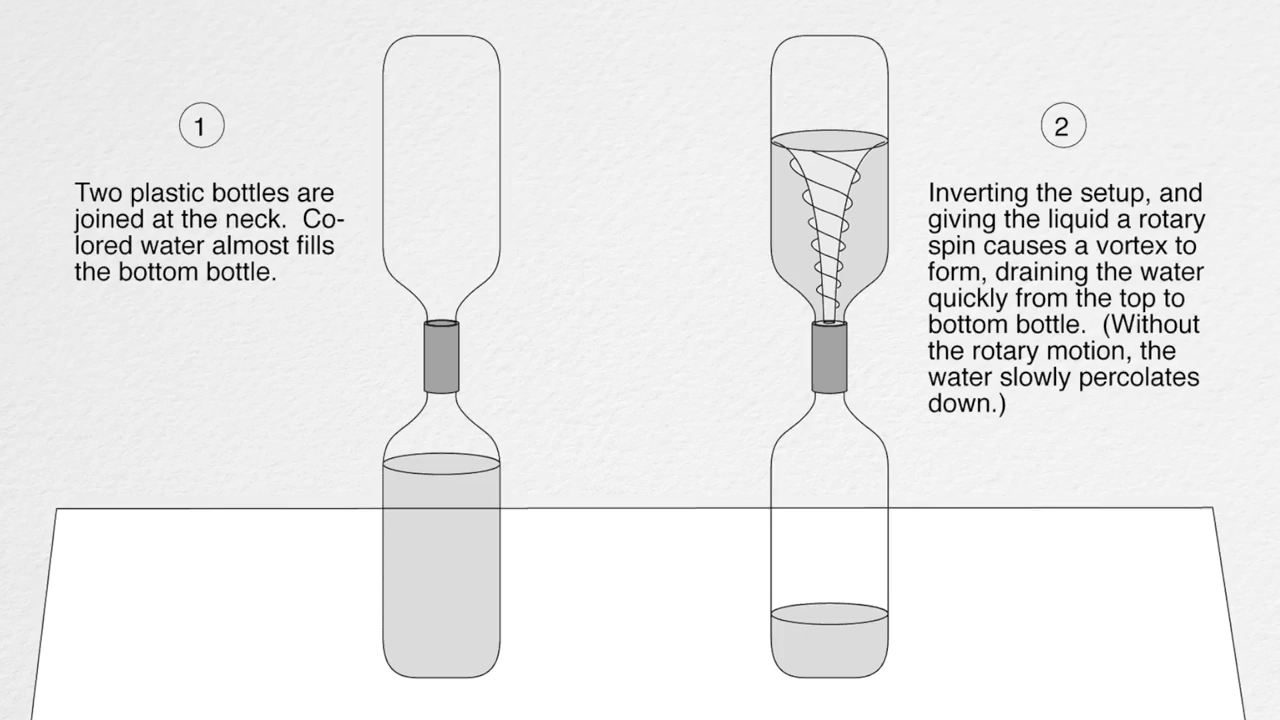 1
Two plastic bottles are
joined at the neck.  Co-
lored water almost fills
the bottom bottle.
2
Inverting the setup, and
giving the liquid a rotary
spin causes a vortex to
form, draining the water
quickly from the top to
bottom bottle.  (Without
the rotary motion, the
water slowly percolates
down.)